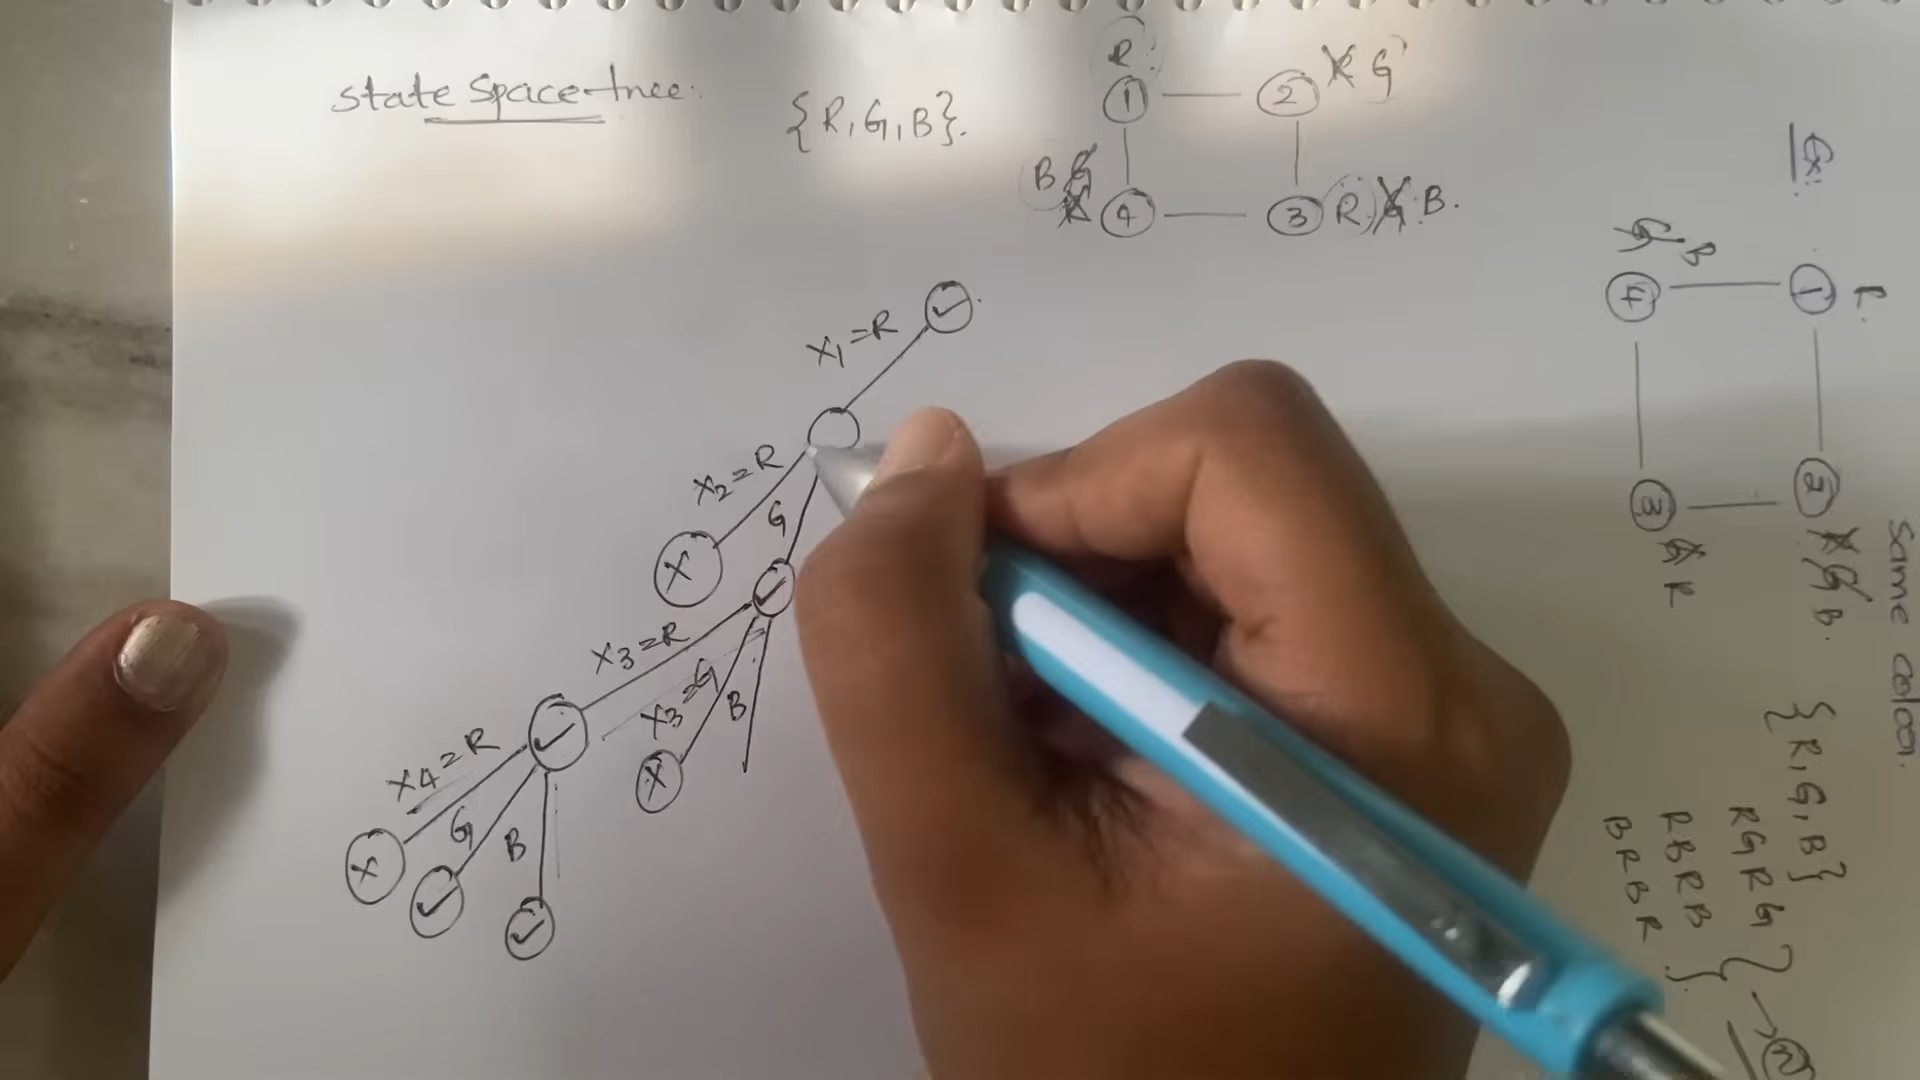 State Space tree:
{R, G, B}.
R:
1
2
G
B
4
3
R
B.
X1=R
X2=R
G
X
X3=R
X3=G
B
X4=R
G
B
X
X
Ex:
B
4
1
R.
3
2
R
B.
Same color.
{R, G, B}
RGRG
RBRB
BRBR